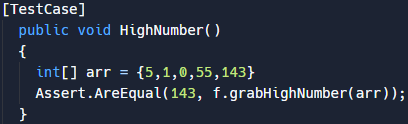 [TestCase]
public void HighNumber()
{
int[] arr = {5,1,0,55,143}
Assert.AreEqual(143, f.grabHighNumber(arr));
}